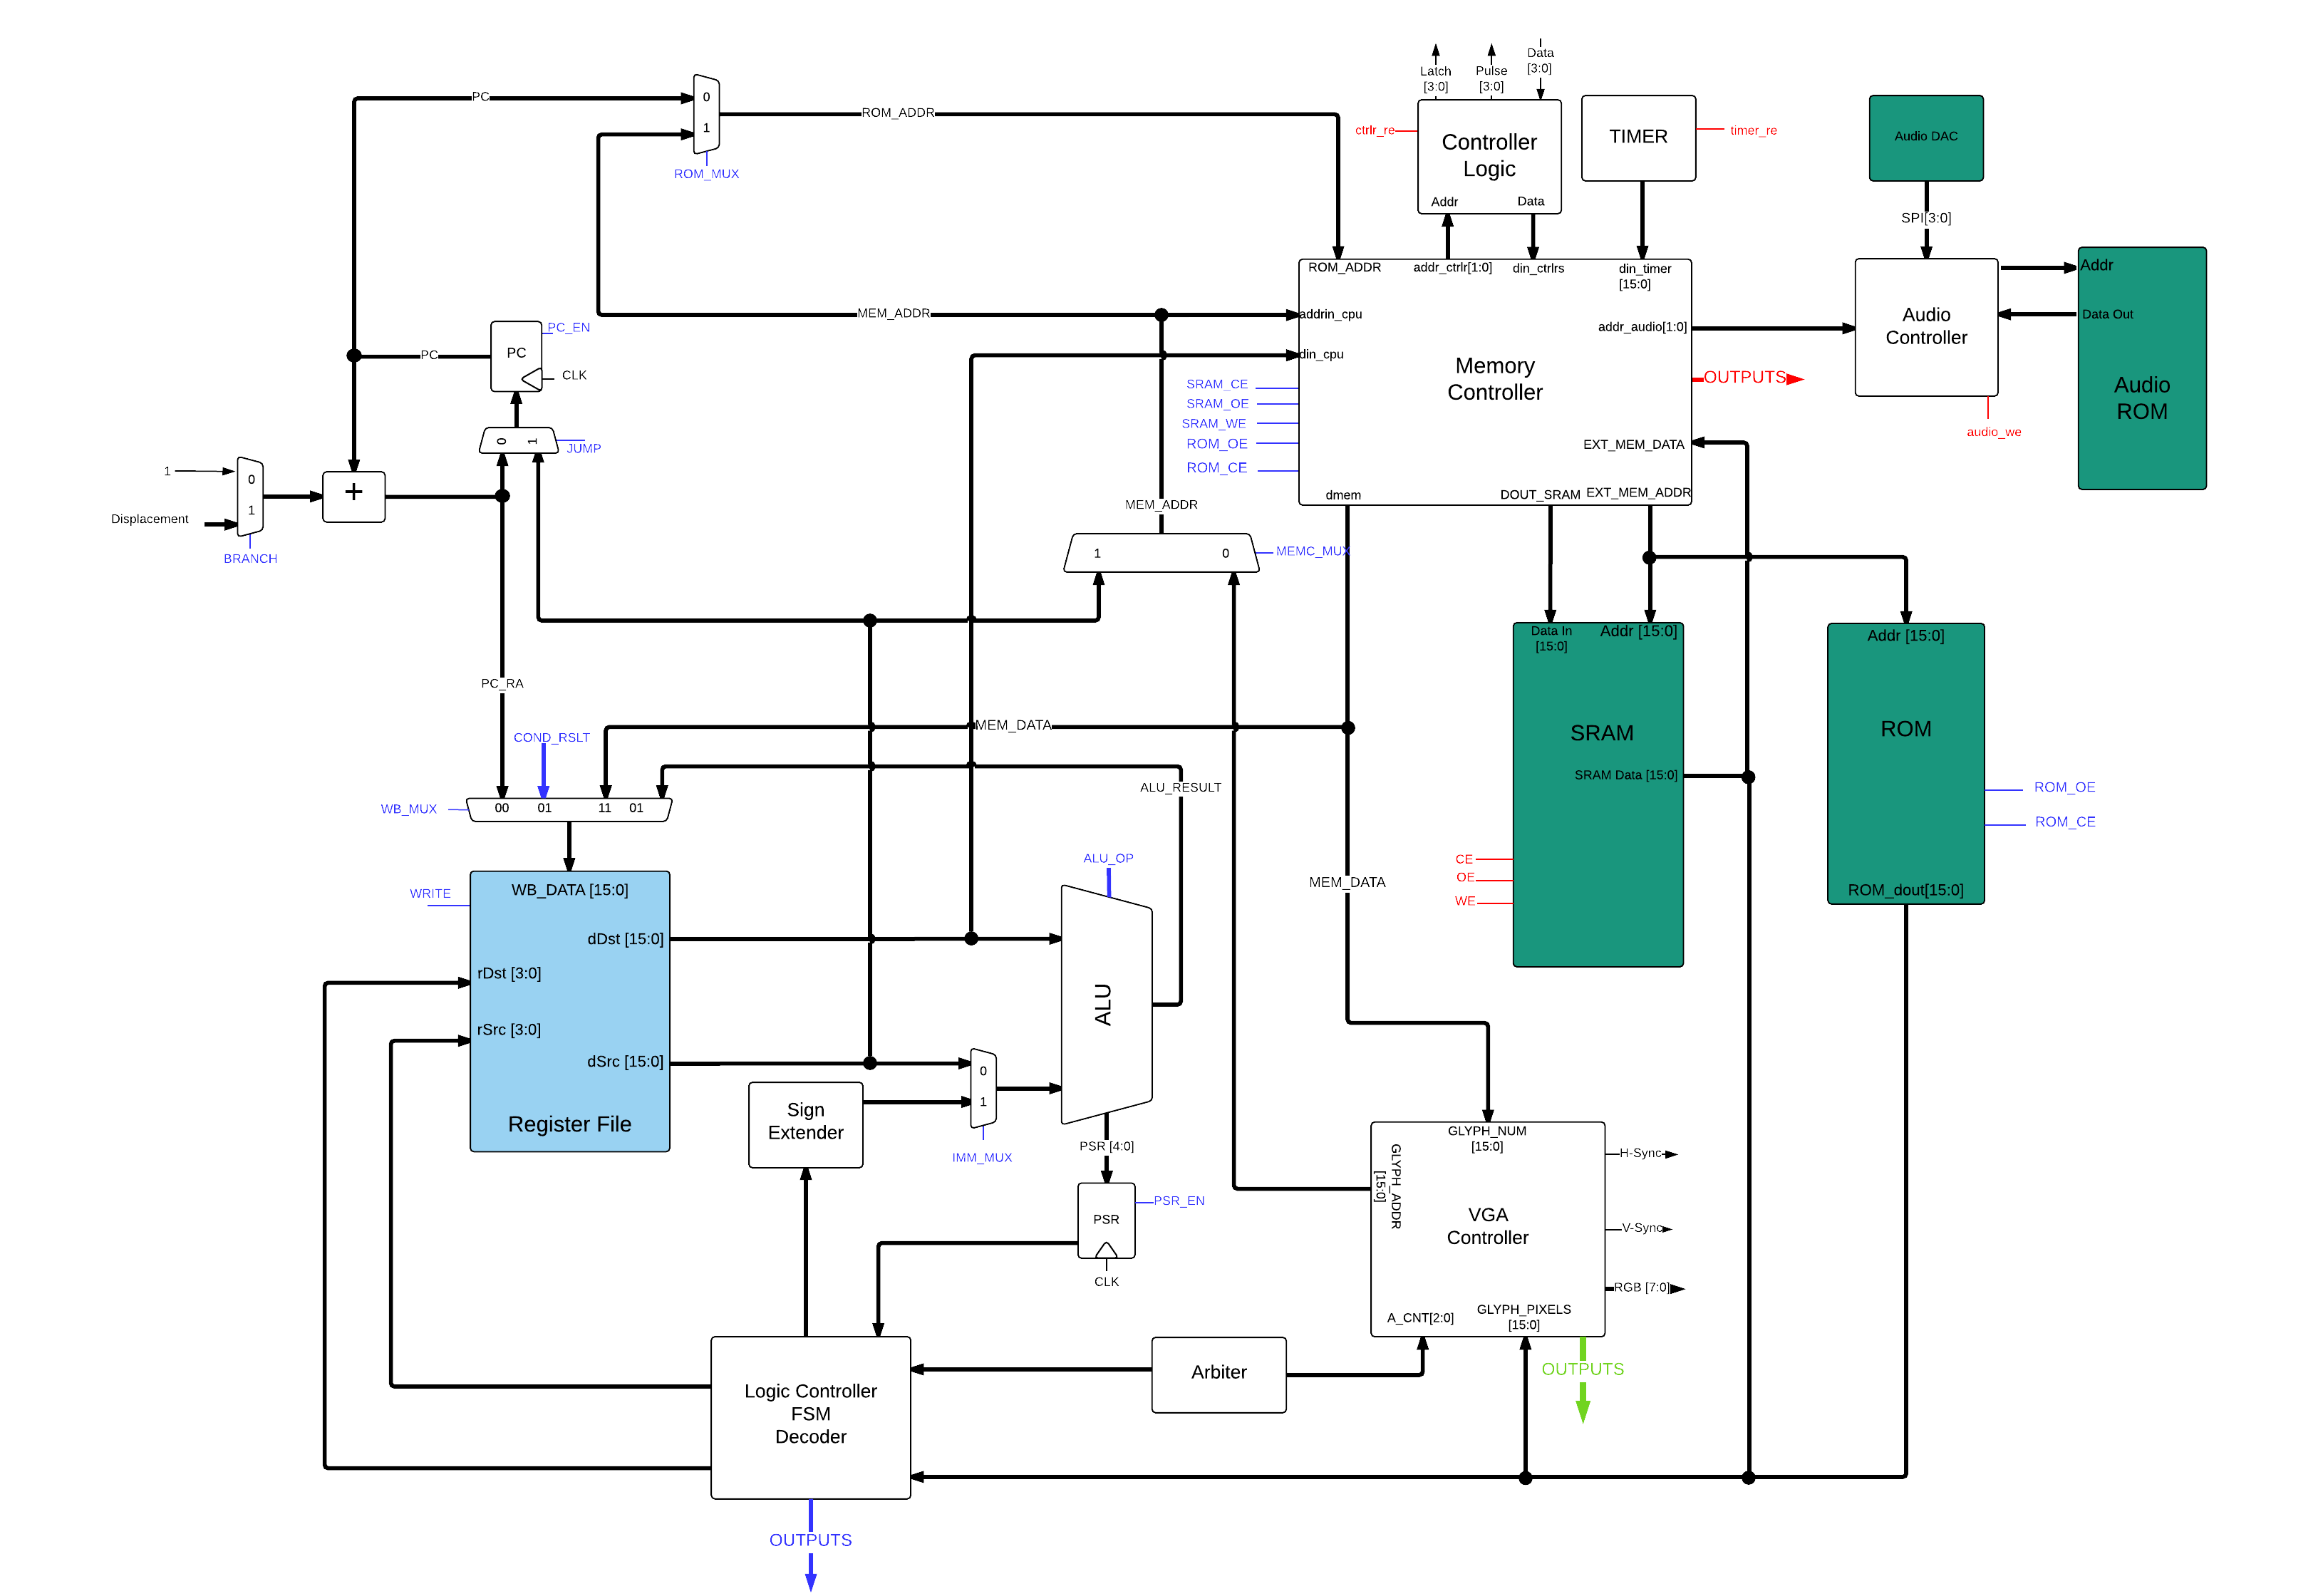 PC
0
1
ROM_MUX
ROM_ADDR
Latch
[3:0]
Pulse
[3:0]
Data
[3:0]
ctrlr_re
Controller
Logic
Addr
Data
TIMER
timer_re
Audio DAC
SPI[3:0]
ROM_ADDR
addr_ctrlr[1:0]
din_ctrlrs
din_timer
[15:0]
MEM_ADDR
addrin_cpu
din_cpu
addr_audio[1:0]
Memory
Controller
OUTPUTS
EXT_MEM_DATA
dmem
DOUT_SRAM
EXT_MEM_ADDR
Audio
Controller
audio_we
Addr
Data Out
Audio
ROM
PC
PC
PC_EN
CLK
0
1
JUMP
1
Displacement
0
1
BRANCH
+
SRAM_CE
SRAM_OE
SRAM_WE
ROM_OE
ROM_CE
MEM_ADDR
1
0
MEMC_MUX
PC_RA
Data In
[15:0]
Addr [15:0]
SRAM
SRAM Data [15:0]
CE
OE
WE
Addr [15:0]
ROM
ROM_OE
ROM_CE
ROM_dout[15:0]
MEM_DATA
COND_RSLT
ALU_RESULT
WB_MUX
00
01
11
01
WRITE
WB_DATA [15:0]
dDst [15:0]
rDst [3:0]
rSrc [3:0]
dSrc [15:0]
Register File
ALU_OP
ALU
MEM_DATA
Sign
Extender
0
1
IMM_MUX
PSR [4:0]
PSR
PSR_EN
CLK
GLYPH_NUM
[15:0]
GLYPH_ADDR
[15:0]
VGA
Controller
A_CNT[2:0]
GLYPH_PIXELS
[15:0]
H-Sync
V-Sync
RGB [7:0]
OUTPUTS
Arbiter
Logic Controller
FSM
Decoder
OUTPUTS